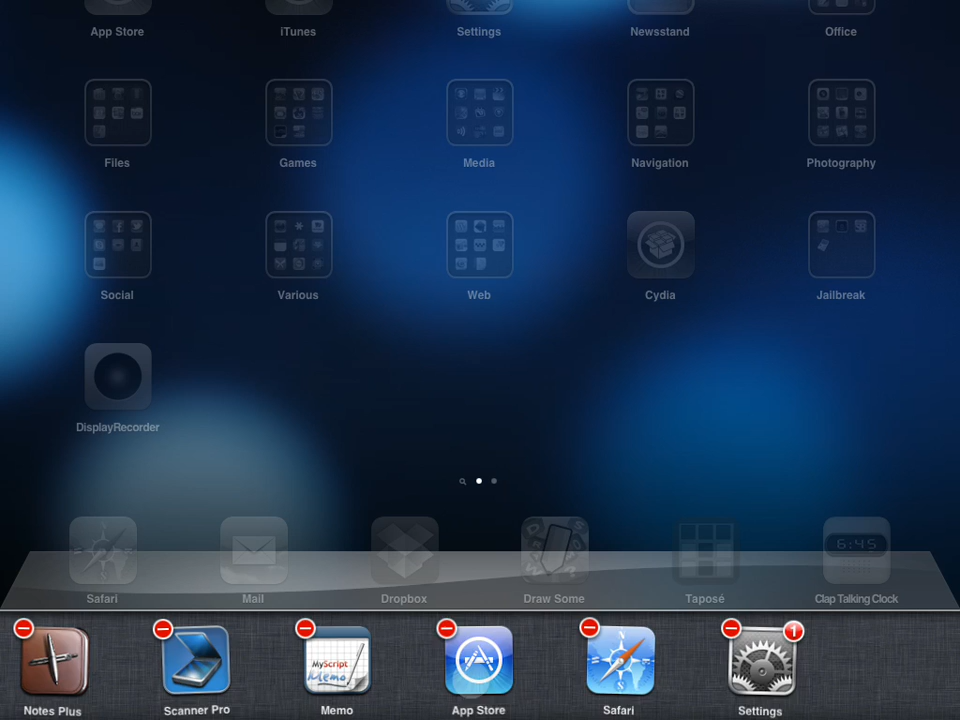 App Store iTunes Settings Newsstand Office
Files Games Media Navigation Photography
Social Various Web Cydia Jailbreak
DisplayRecorder
6:45
Safari Mail Dropbox Draw Some Taposé Clap Talking Clock
1
MyScript
Memo
Notes Plus Scanner Pro Memo App Store Safari Settings